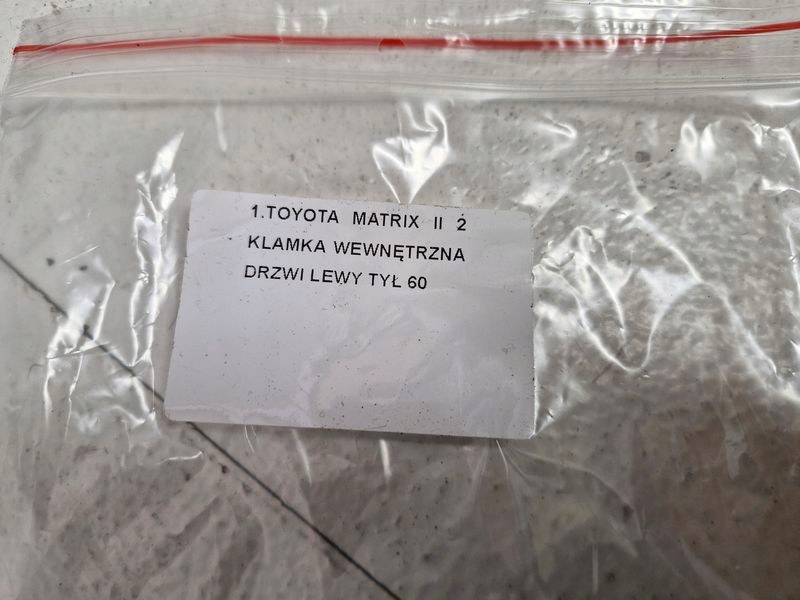 1.TOYOTA MATRIX II 2
KLAMKA WEWNĘTRZNA
DRZWI LEWY TYŁ 60